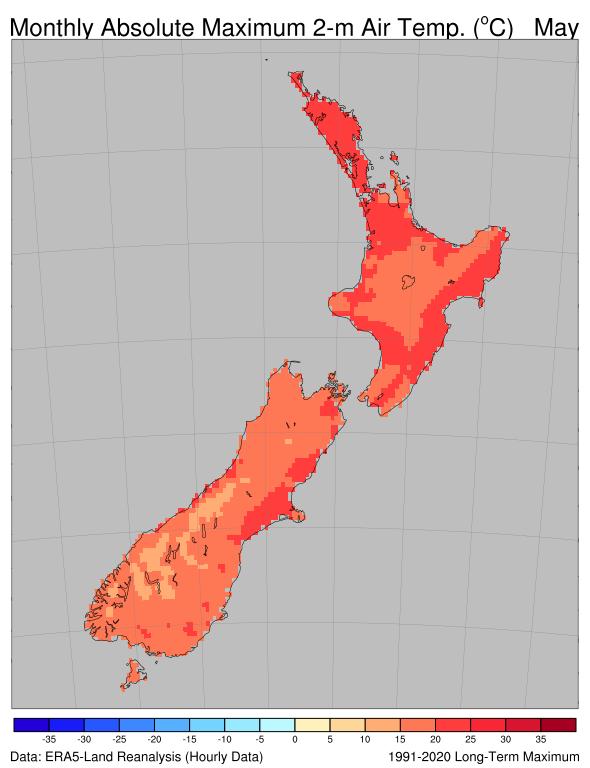 Monthly Absolute Maximum 2-m Air Temp. (°C) May
-35 -30 -25 -20 -15 -10 -5 0 5 10 15 20 25 30 35
Data: ERA5-Land Reanalysis (Hourly Data) 1991-2020 Long-Term Maximum